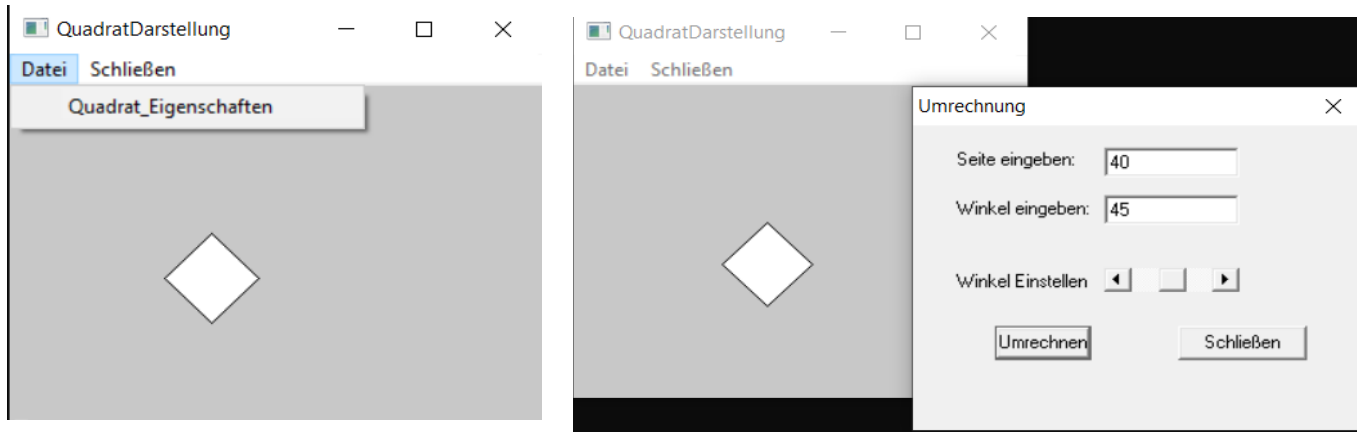 QuadratDarstellung
Datei Schließen
Quadrat_Eigenschaften
QuadratDarstellung
Datei Schließen
Umrechnung
Seite eingeben: 40
Winkel eingeben: 45
Winkel Einstellen
Umrechnen Schließen